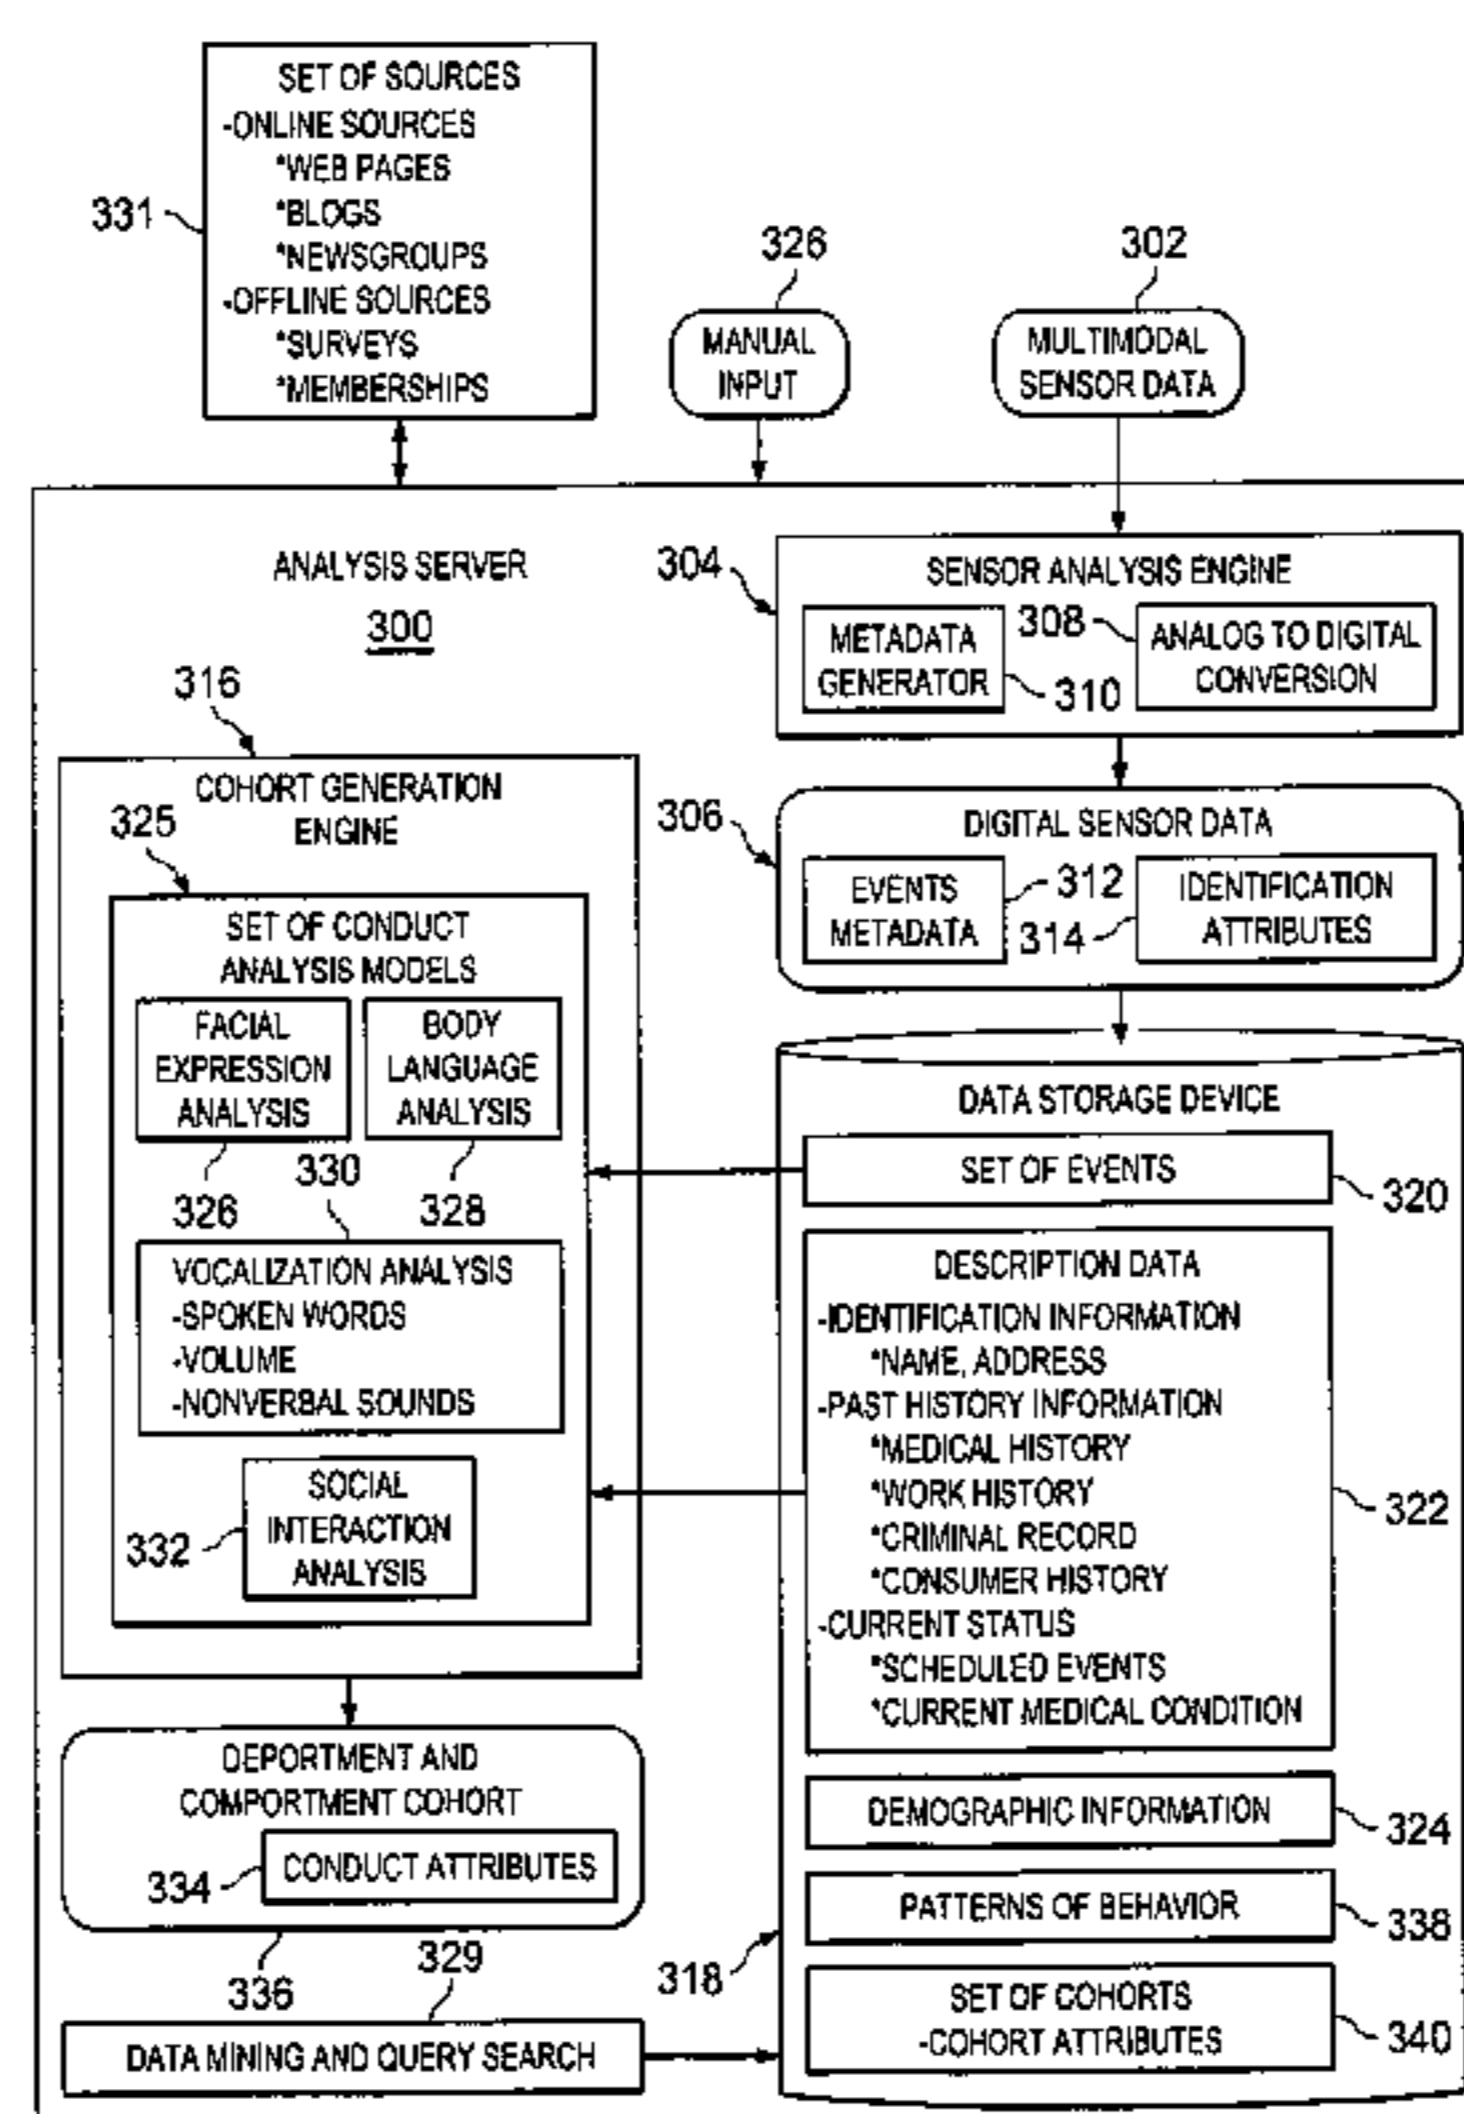 SET OF SOURCES
-ONLINE SOURCES
*WEB PAGES
*BLOGS
*NEWSGROUPS
-OFFLINE SOURCES
*SURVEYS
*MEMBERSHIPS
331
326
MANUAL
INPUT
302
MULTIMODAL
SENSOR DATA
ANALYSIS SERVER
300
304
SENSOR ANALYSIS ENGINE
METADATA
GENERATOR
310
308
ANALOG TO DIGITAL
CONVERSION
306
DIGITAL SENSOR DATA
EVENTS
METADATA
312
314
IDENTIFICATION
ATTRIBUTES
316
COHORT GENERATION
ENGINE
325
SET OF CONDUCT
ANALYSIS MODELS
FACIAL
EXPRESSION
ANALYSIS
326
BODY
LANGUAGE
ANALYSIS
328
330
VOCALIZATION ANALYSIS
-SPOKEN WORDS
-VOLUME
-NONVERBAL SOUNDS
332
SOCIAL
INTERACTION
ANALYSIS
DEPORTMENT AND
COMPORTMENT COHORT
334
CONDUCT ATTRIBUTES
336
329
DATA MINING AND QUERY SEARCH
DATA STORAGE DEVICE
SET OF EVENTS
320
DESCRIPTION DATA
-IDENTIFICATION INFORMATION
*NAME, ADDRESS
-PAST HISTORY INFORMATION
*MEDICAL HISTORY
*WORK HISTORY
*CRIMINAL RECORD
*CONSUMER HISTORY
-CURRENT STATUS
*SCHEDULED EVENTS
*CURRENT MEDICAL CONDITION
322
DEMOGRAPHIC INFORMATION
324
PATTERNS OF BEHAVIOR
338
318
SET OF COHORTS
-COHORT ATTRIBUTES
340